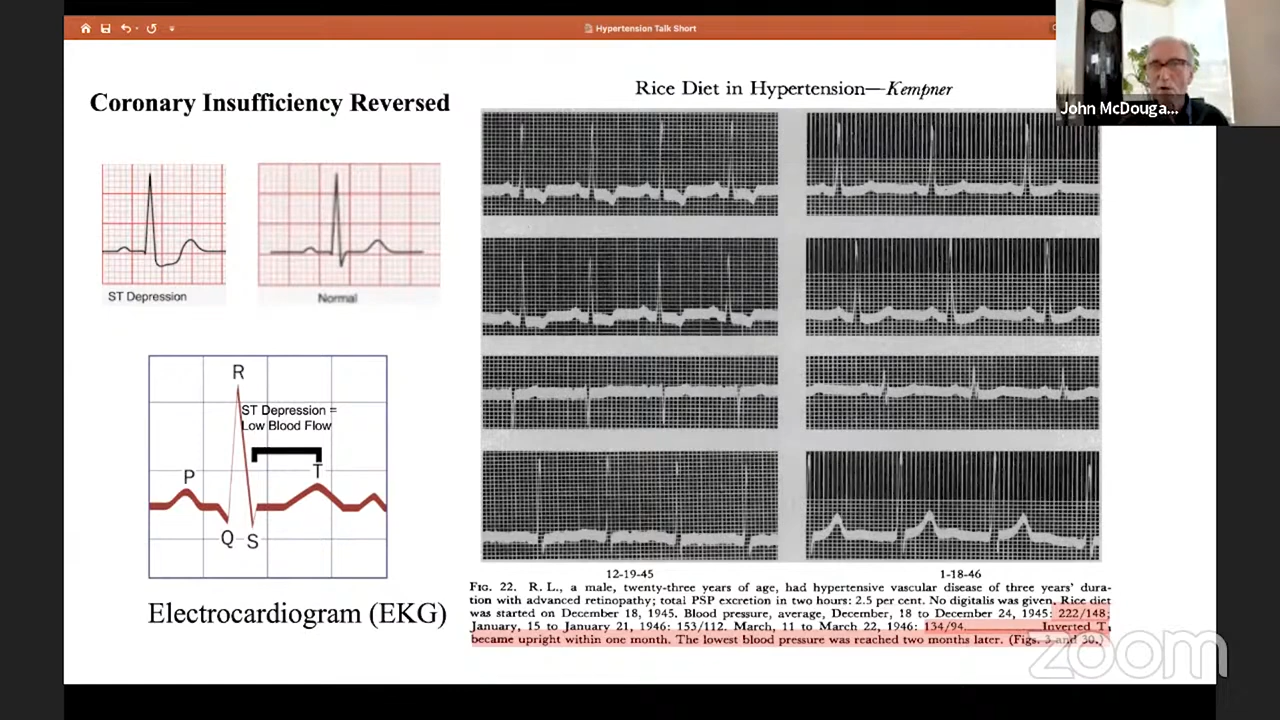 Hypertension Talk Short
John McDouga...
Coronary Insufficiency Reversed
ST Depression
Normal
R
ST Depression =
Low Blood Flow
P
T
Q
S
Electrocardiogram (EKG)
Rice Diet in Hypertension—Kempner
12-19-45
1-18-46
FIG. 22. R. L., a male, twenty-three years of age, had hypertensive vascular disease of three years' dura-
tion with advanced retinopathy; total PSP excretion in two hours: 2.5 per cent. No digitalis was given. Rice diet
was started on December 18, 1945. Blood pressure, average, December, 18 to December 24, 1945: 222/148;
January, 15 to January 21, 1946: 153/112. March, 11 to March 22, 1946: 134/94. Inverted T,
became upright within one month. The lowest blood pressure was reached two months later. (Figs. 3 and 30.)
zoom